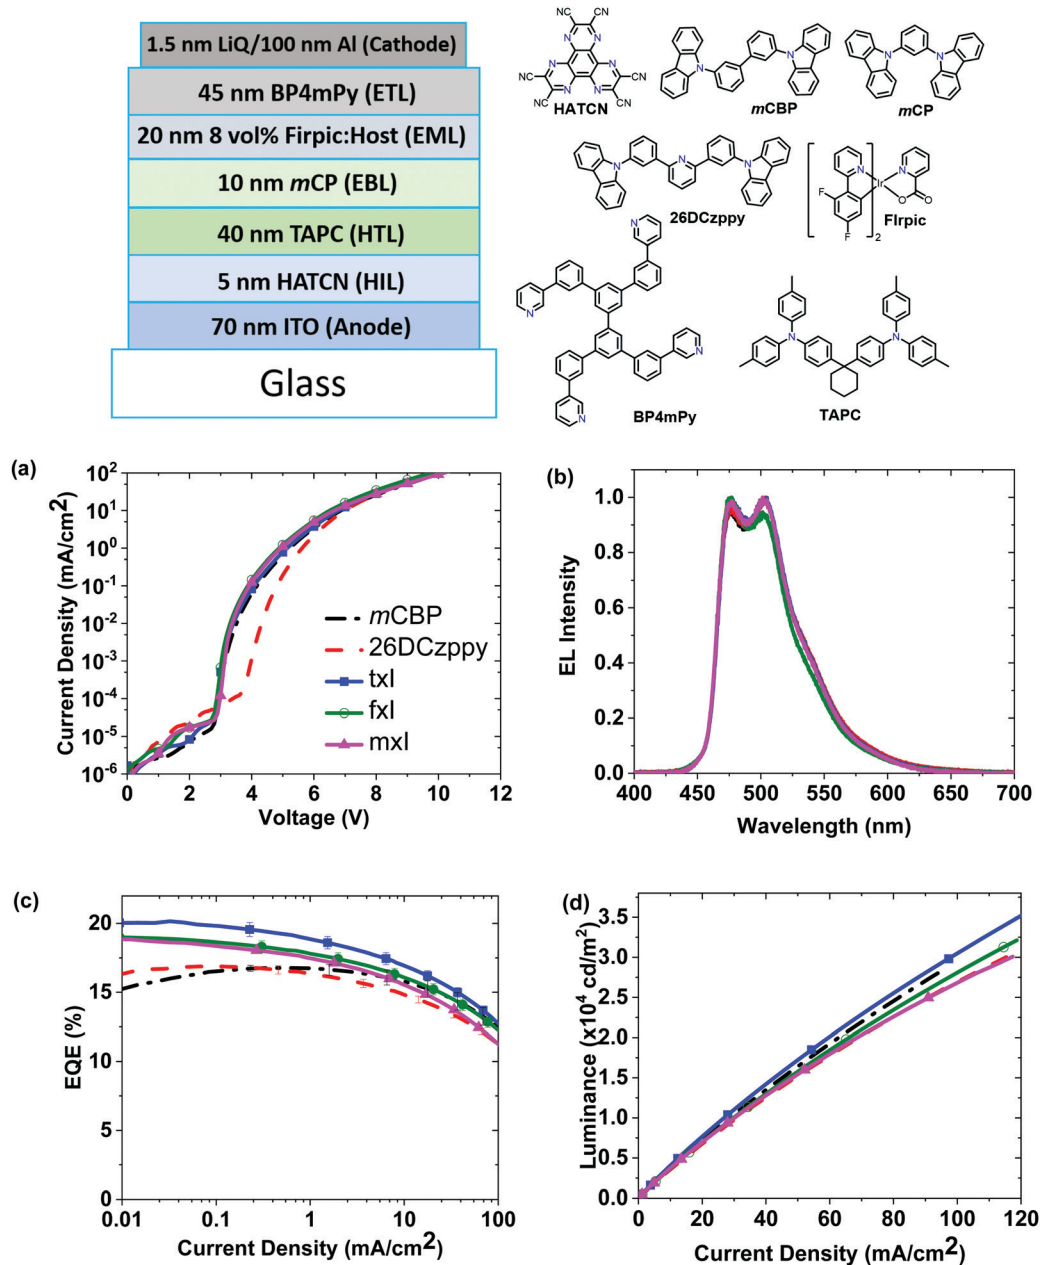 1.5 nm LiQ/100 nm Al (Cathode)
45 nm BP4mPy (ETL)
20 nm 8 vol% Firpic:Host (EML)
10 nm mCP (EBL)
40 nm TAPC (HTL)
5 nm HATCN (HIL)
70 nm ITO (Anode)
Glass
NC CN
NC N N CN
N N
NC N N CN
HATCN
N N
mCBP
N N
mCP
N N N
26DCzppy
N N
Ir
F O O
F 2
FIrpic
N N
N N
BP4mPy
N N
TAPC
(a)
Current Density (mA/cm2)
102
101
100
10-1
10-2
10-3
10-4
10-5
10-6
0 2 4 6 8 10 12
Voltage (V)
mCBP
26DCzppy
txl
fxl
mxl
(b)
EL Intensity
1.0
0.8
0.6
0.4
0.2
0.0
400 450 500 550 600 650 700
Wavelength (nm)
(c)
EQE (%)
20
15
10
5
0
0.01 0.1 1 10 100
Current Density (mA/cm2)
(d)
Luminance (x104 cd/m2)
3.5
3.0
2.5
2.0
1.5
1.0
0.5
0.0
0 20 40 60 80 100 120
Current Density (mA/cm2)